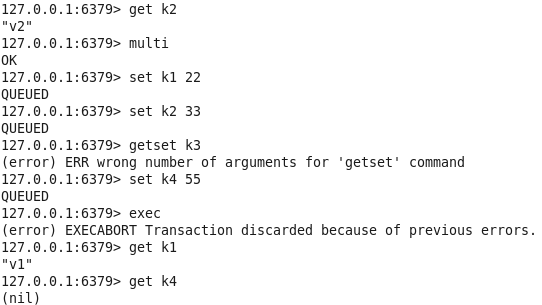 127.0.0.1:6379> get k2
"v2"
127.0.0.1:6379> multi
OK
127.0.0.1:6379> set k1 22
QUEUED
127.0.0.1:6379> set k2 33
QUEUED
127.0.0.1:6379> getset k3
(error) ERR wrong number of arguments for 'getset' command
127.0.0.1:6379> set k4 55
QUEUED
127.0.0.1:6379> exec
(error) EXECABORT Transaction discarded because of previous errors.
127.0.0.1:6379> get k1
"v1"
127.0.0.1:6379> get k4
(nil)